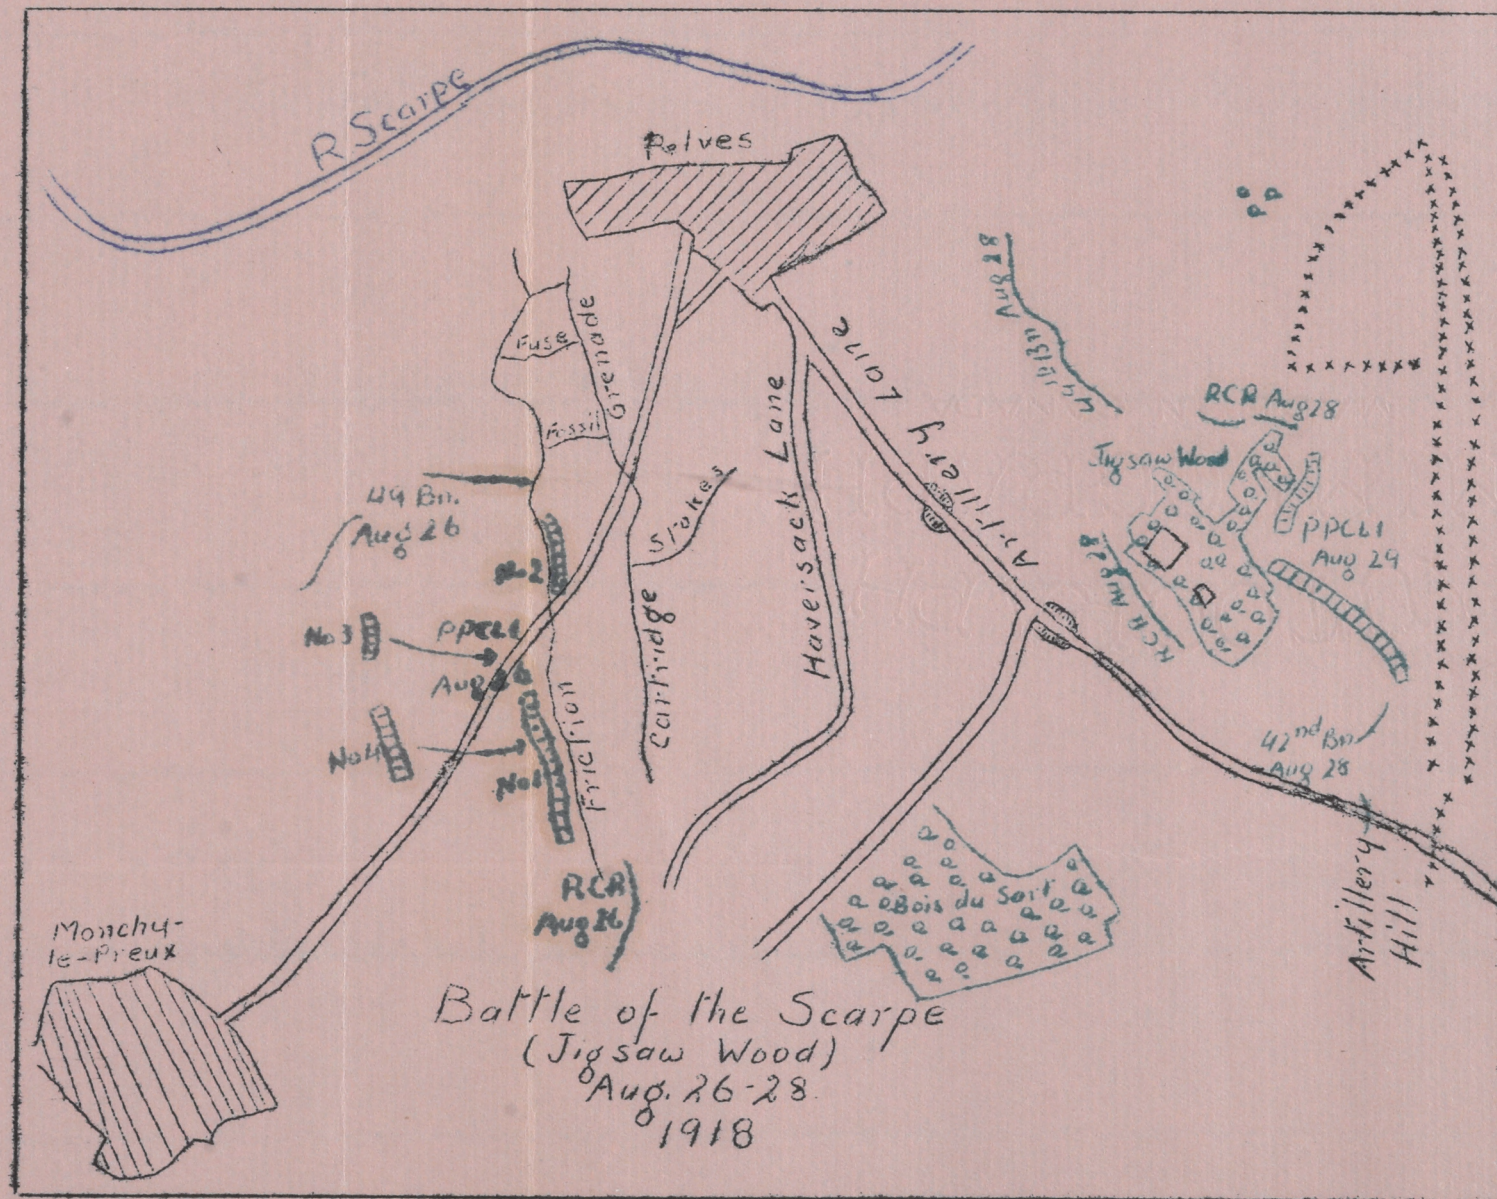 R Scarpe
Pelves
Fuse
Grenade
Fossil
49 Bn.
Aug 26
No 2
No 3
PPCLI
Aug 26
No 4
No 1
Friction
Cartridge
Stokes
Haversack Lane
Artillery Lane
RCR
Aug 26
Monchy-
le-Preux
49th Bn Aug 28
RCR Aug 28
Jigsaw Wood
PPCLI
Aug 29
RCR Aug 28
42nd Bn
Aug 28
Artillery
Hill
Bois du Sart
Battle of the Scarpe
(Jigsaw Wood)
Aug. 26-28
1918